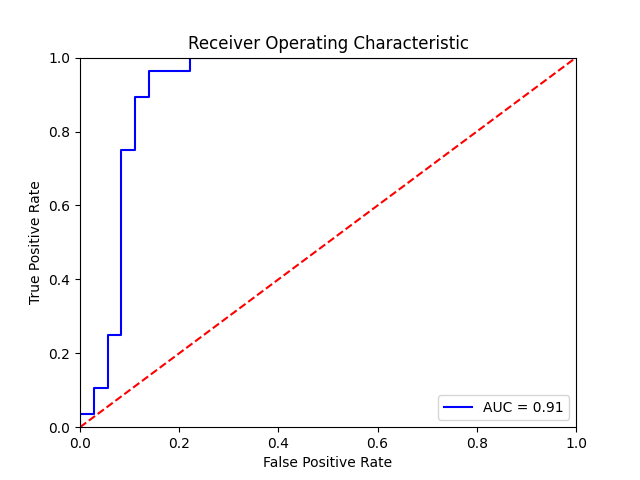 Receiver Operating Characteristic
1.0
0.8
0.6
0.4
0.2
0.0
True Positive Rate
AUC = 0.91
0.0 0.2 0.4 0.6 0.8 1.0
False Positive Rate